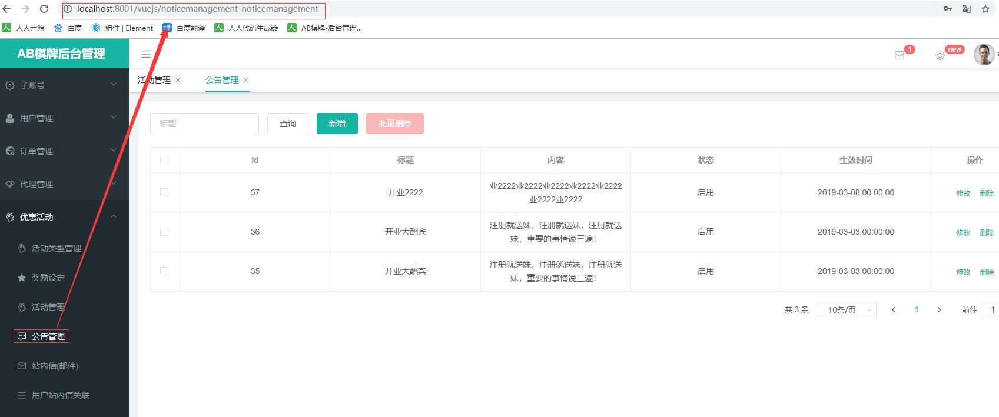 localhost:8001/vuejs/noticemanagement-noticemanagement
人人开源 百度 组件 | Element 译 百度翻译 人人代码生成器 AB棋牌-后台管理...
AB棋牌后台管理
1
new
活动管理
公告管理
子账号
用户管理
订单管理
代理管理
优惠活动
活动类型管理
奖励设定
活动管理
公告管理
站内信(邮件)
用户站内信关联
标题 查询 新增 批量删除
id 标题 内容 状态 生效时间 操作
37 开业2222 业2222业2222业2222业2222业2222 启用 2019-03-08 00:00:00 修改 删除
业2222业2222
36 开业大酬宾 注册就送妹，注册就送妹，注册就送 启用 2019-03-03 00:00:00 修改 删除
妹，重要的事情说三遍！
35 开业大酬宾 注册就送妹，注册就送妹，注册就送 启用 2019-03-03 00:00:00 修改 删除
妹，重要的事情说三遍！
共 3 条 10条/页 1 前往 1